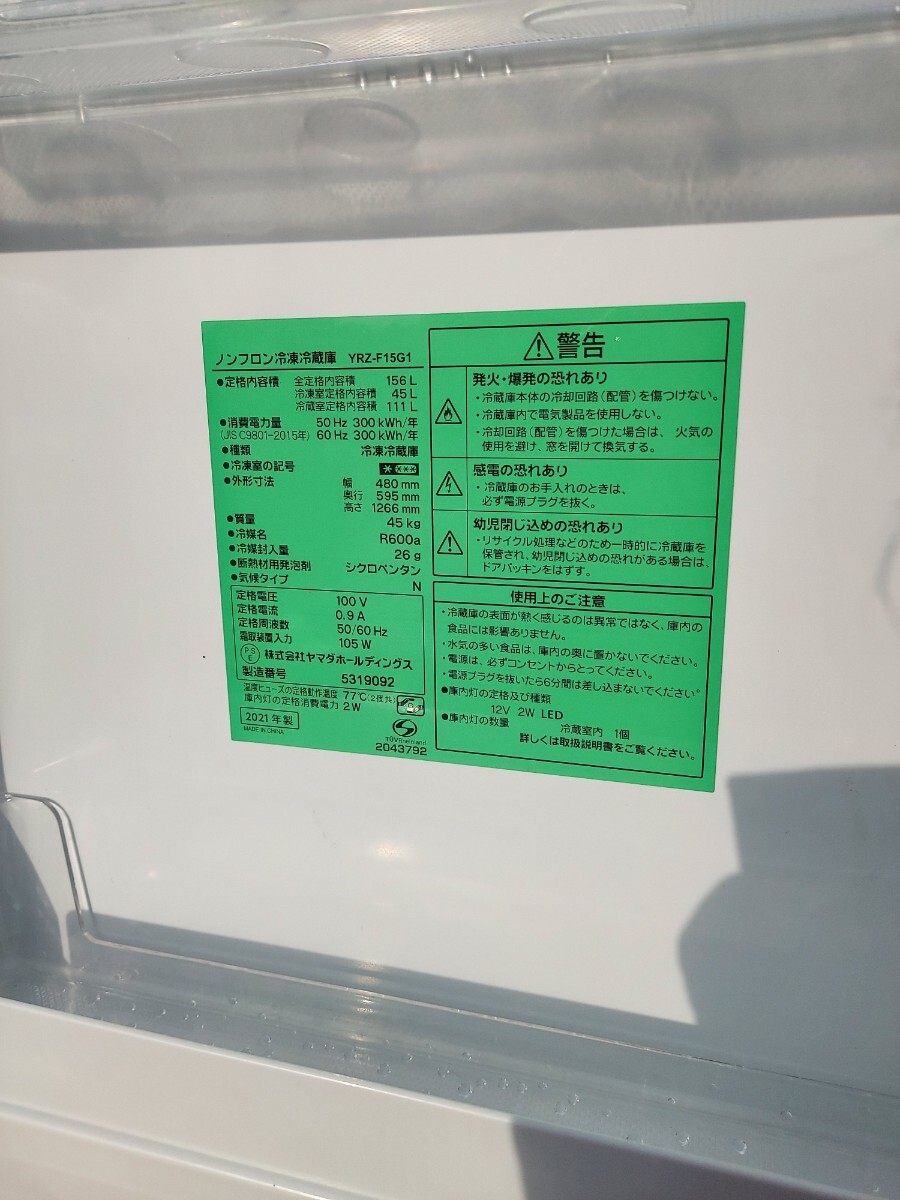 ノンフロン冷凍冷蔵庫 YRZ-F15G1
●定格内容積 全定格内容積 156 L
冷凍室定格内容積 45 L
冷蔵室定格内容積 111 L
●消費電力量 50 Hz 300 kWh/年
(JIS C9801-2015年) 60 Hz 300 kWh/年
●種類 冷凍冷蔵庫
●冷凍室の記号
●外形寸法 幅 480 mm
奥行 595 mm
高さ 1266 mm
●質量 45 kg
●冷媒名 R600a
●冷媒封入量 26 g
●断熱材用発泡剤 シクロペンタン
●気候タイプ N
定格電圧 100 V
定格電流 0.9 A
定格周波数 50/60 Hz
霜取装置入力 105 W
PSE 株式会社ヤマダホールディングス
製造番号 5319092
温度ヒューズの定格動作温度 77℃(2個共)
庫内灯の定格消費電力 2 W
2021 年製
MADE IN CHINA
TÜVRheinland
2043792
⚠警告
発火・爆発の恐れあり
・冷蔵庫本体の冷却回路(配管)を傷つけない。
・冷蔵庫内で電気製品を使用しない。
・冷却回路(配管)を傷つけた場合は、火気の
使用を避け、窓を開けて換気する。
感電の恐れあり
・冷蔵庫のお手入れのときは、
必ず電源プラグを抜く。
幼児閉じ込めの恐れあり
・リサイクル処理などのため一時的に冷蔵庫を
保管され、幼児閉じ込めの恐れがある場合は、
ドアパッキンをはずす。
使用上のご注意
・冷蔵庫の表面が熱く感じるのは異常ではなく、庫内の
食品には影響ありません。
・水気の多い食品は、庫内の奥に置かないでください。
・電源は、必ずコンセントからとってください。
・電源プラグを抜いたら6分間は差し込まないでください。
●庫内灯の定格及び種類
12V 2W LED
●庫内灯の数量 冷蔵室内 1個
詳しくは取扱説明書をご覧ください。